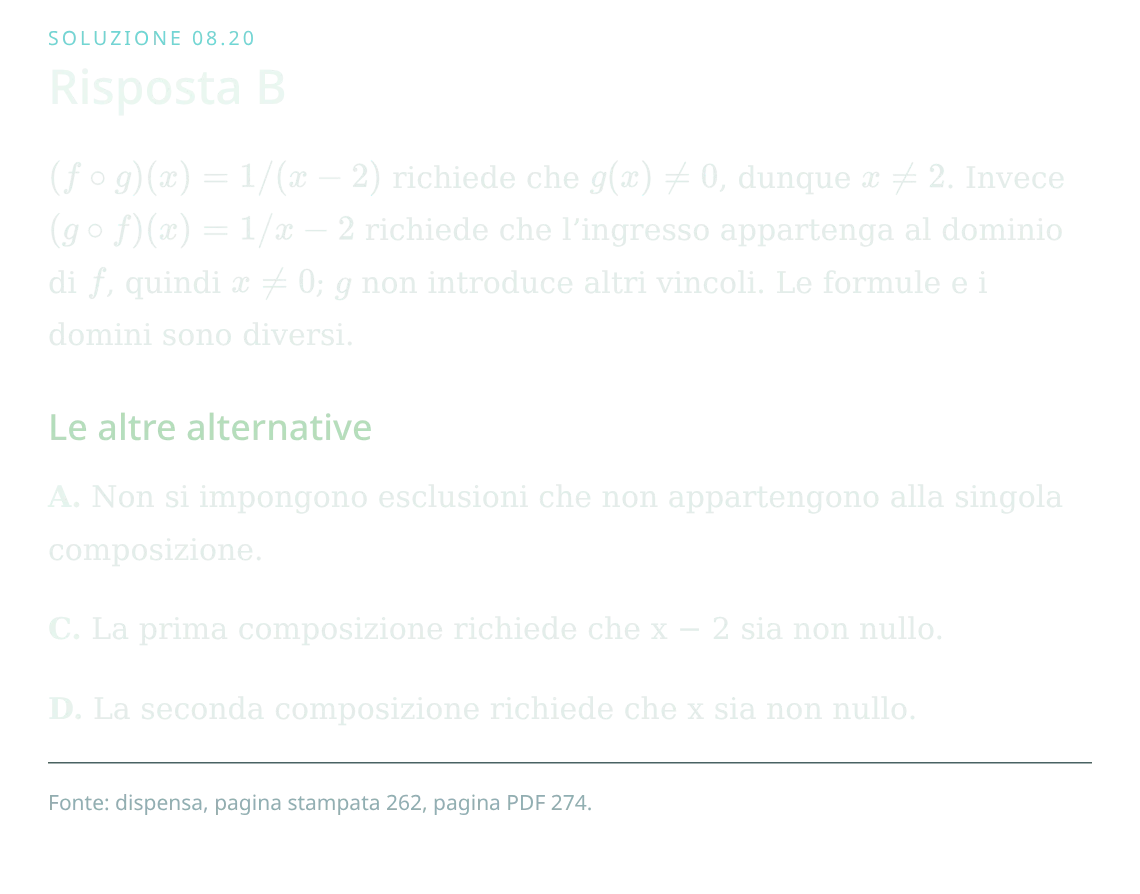 SOLUZIONE 08.20
Risposta B
(f ∘ g)(x) = 1/(x − 2) richiede che g(x) ≠ 0, dunque x ≠ 2. Invece
(g ∘ f)(x) = 1/x − 2 richiede che l’ingresso appartenga al dominio
di f, quindi x ≠ 0; g non introduce altri vincoli. Le formule e i
domini sono diversi.
Le altre alternative
A. Non si impongono esclusioni che non appartengono alla singola
composizione.
C. La prima composizione richiede che x − 2 sia non nullo.
D. La seconda composizione richiede che x sia non nullo.
Fonte: dispensa, pagina stampata 262, pagina PDF 274.